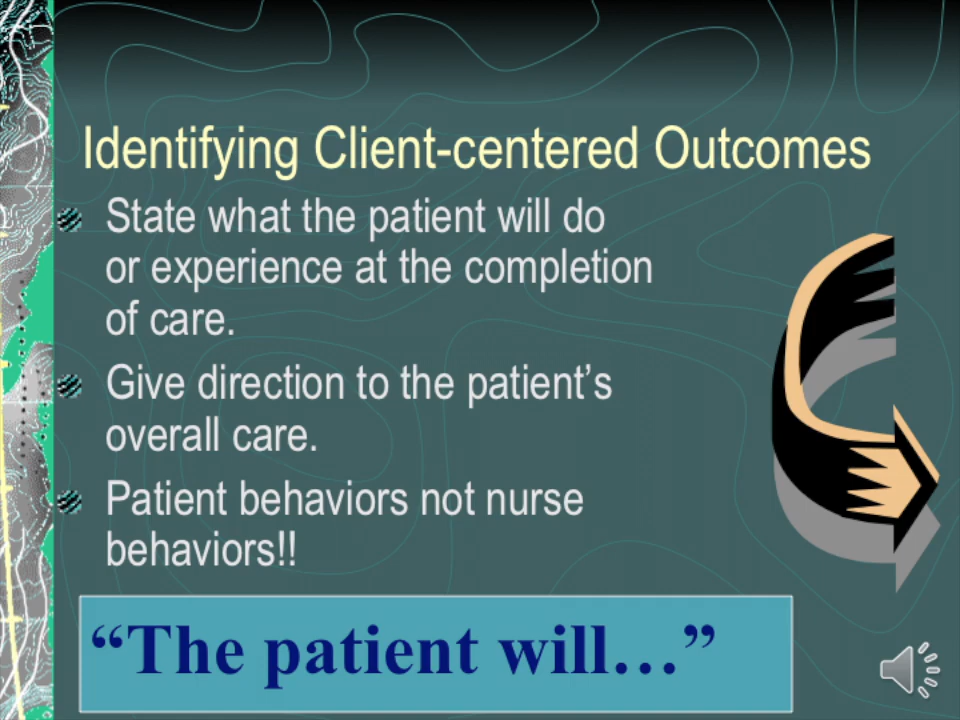 Identifying Client-centered Outcomes
State what the patient will do
or experience at the completion
of care.
Give direction to the patient’s
overall care.
Patient behaviors not nurse
behaviors!!
“The patient will…”